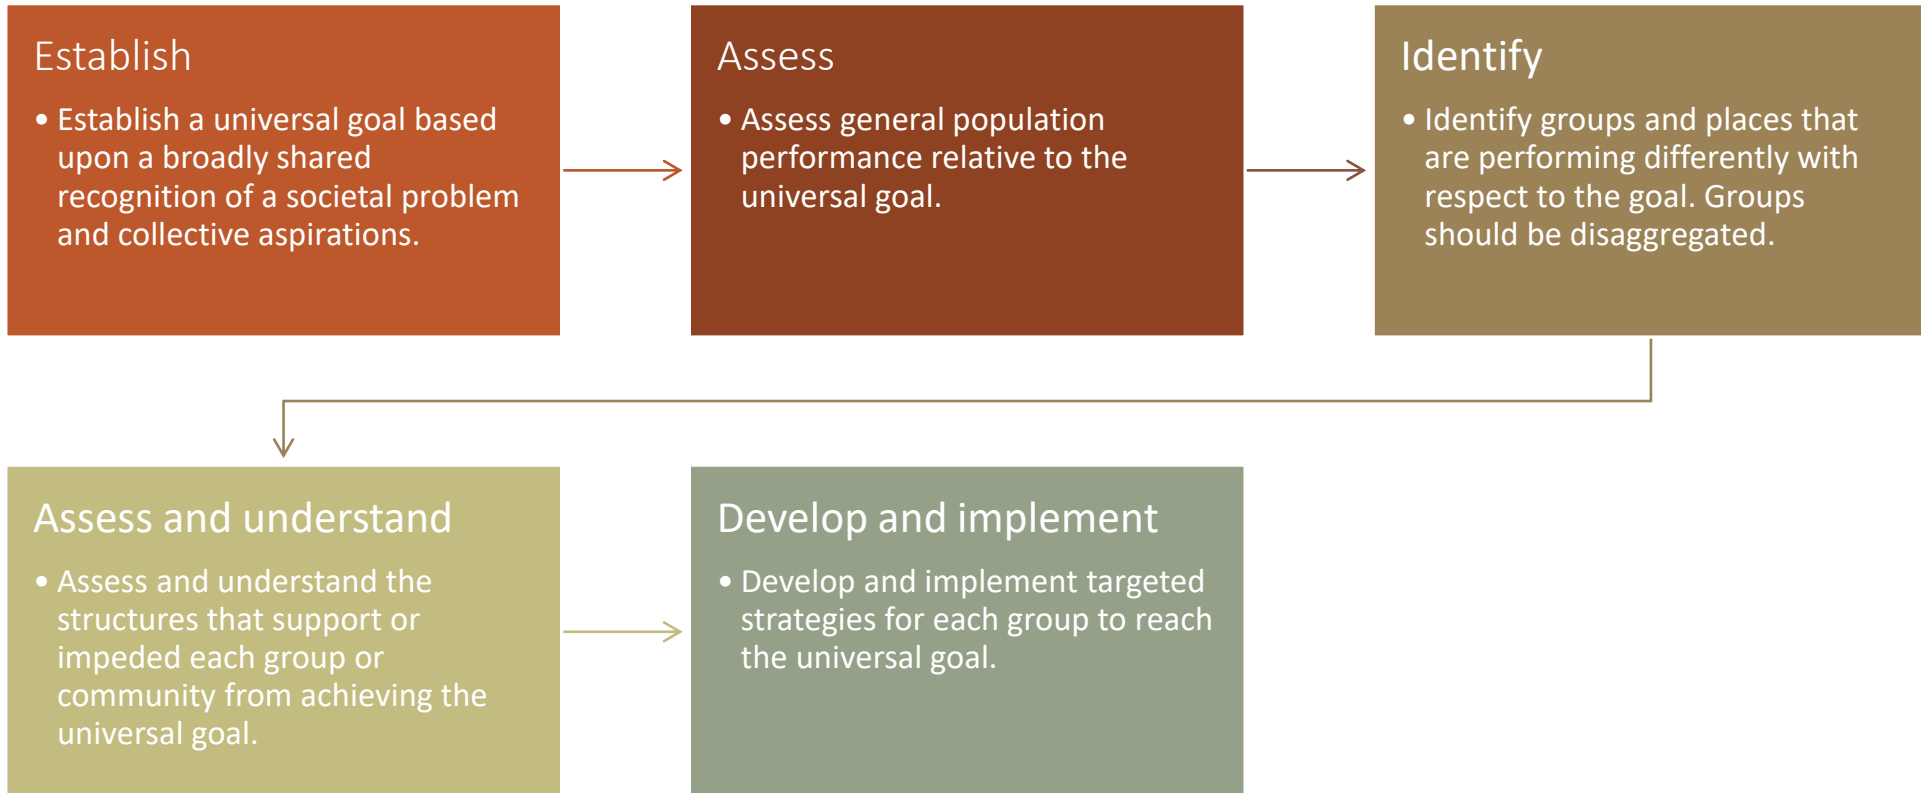 Establish
• Establish a universal goal based
upon a broadly shared
recognition of a societal problem
and collective aspirations.
Assess
• Assess general population
performance relative to the
universal goal.
Identify
• Identify groups and places that
are performing differently with
respect to the goal. Groups
should be disaggregated.
Assess and understand
• Assess and understand the
structures that support or
impeded each group or
community from achieving the
universal goal.
Develop and implement
• Develop and implement targeted
strategies for each group to reach
the universal goal.